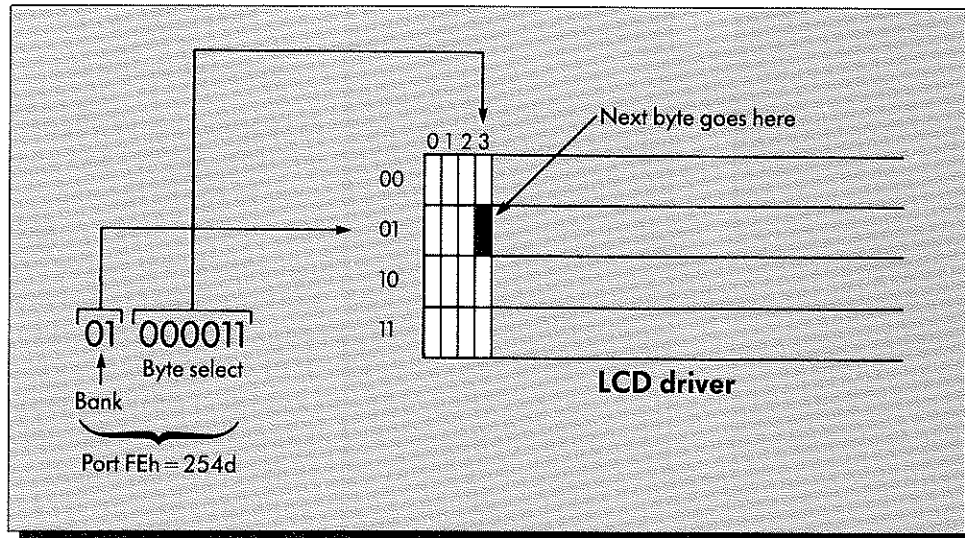 Next byte goes here
0 1 2 3
00
01
10
11
01 000011
Byte select
Bank
Port FEh = 254d
LCD driver